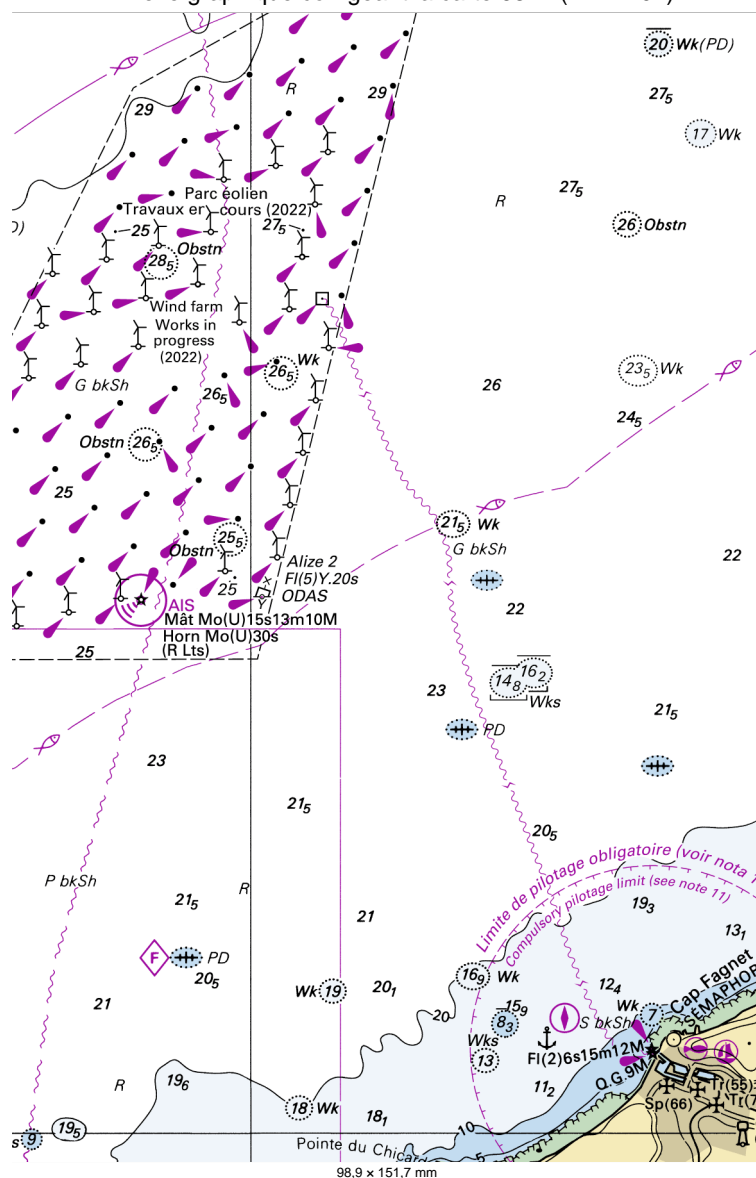 20 Wk(PD)
29
R
29
27₅
17 Wk
Parc éolien
Travaux en cours (2022)
27₅
R
25
27₅
26 Obstn
Obstn
28₅
Wind farm
Works in
progress
(2022)
Wk
26₅
23₅ Wk
G bkSh
26₅
26
24₅
Obstn 26₅
25
21₅ Wk
25₅
Obstn
G bkSh
22
25
Alize 2
Fl(5)Y.20s
ODAS
Y
AIS
22
Mât Mo(U)15s13m10M
Horn Mo(U)30s
(R Lts)
25
14₈
16₂
Wks
23
21₅
PD
23
21₅
20₅
Limite de pilotage obligatoire (voir nota
Compulsory pilotage limit (see note 11)
P bkSh
R
21₅
19₃
21
13₁
F
PD
20₅
16₉ Wk
Wk 19
20₁
12₄
Cap Fagnet
SÉMAPHOR
21
20
15₉
8₃
Wk
7
S bkSh
Wks
13
Fl(2)6s15m12M
Q.G.9M
R
19₆
11₂
Tr(55)
Sp(66)
18 Wk
18₁
10
9
19₅
Pointe du Chicard
5
98,9 × 151,7 mm